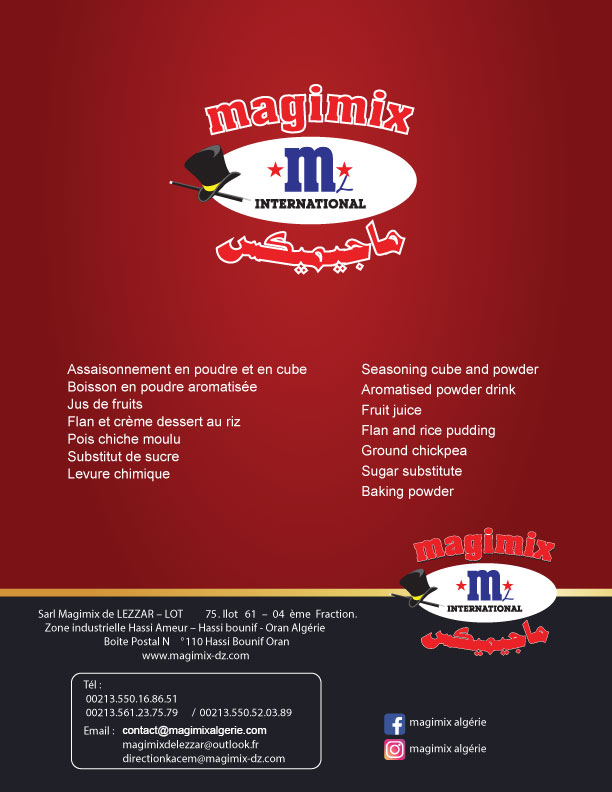 magimix
M
L
INTERNATIONAL
ماجيميكس
Assaisonnement en poudre et en cube
Boisson en poudre aromatisée
Jus de fruits
Flan et crème dessert au riz
Pois chiche moulu
Substitut de sucre
Levure chimique
Seasoning cube and powder
Aromatised powder drink
Fruit juice
Flan and rice pudding
Ground chickpea
Sugar substitute
Baking powder
magimix
M
L
INTERNATIONAL
ماجيميكس
Sarl Magimix de LEZZAR – LOT 75. Ilot 61 – 04 ème Fraction.
Zone industrielle Hassi Ameur – Hassi bounif - Oran Algérie
Boite Postal N °110 Hassi Bounif Oran
www.magimix-dz.com
Tél :
00213.550.16.86.51
00213.561.23.75.79 / 00213.550.52.03.89
Email : contact@magimixalgerie.com
magimixdelezzar@outlook.fr
directionkacem@magimix-dz.com
magimix algérie
magimix algérie